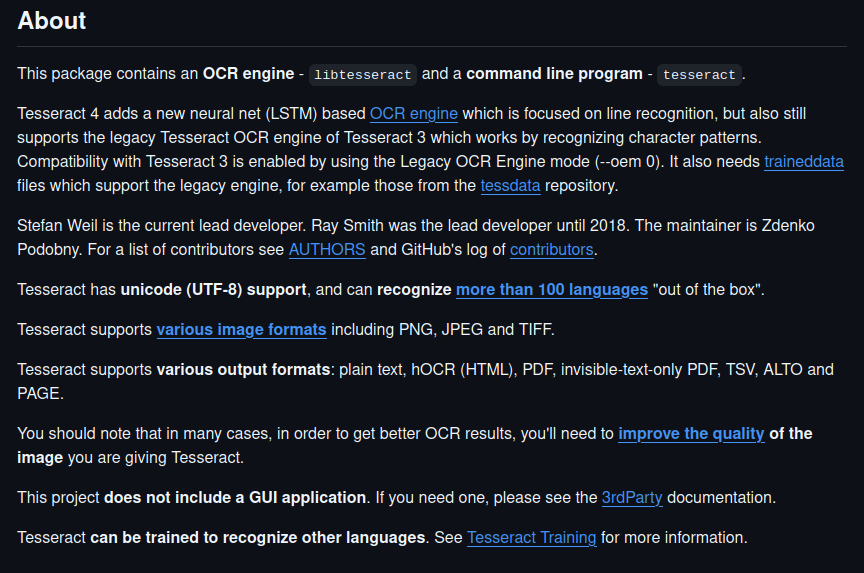 About
This package contains an OCR engine - libtesseract and a command line program - tesseract.
Tesseract 4 adds a new neural net (LSTM) based OCR engine which is focused on line recognition, but also still
supports the legacy Tesseract OCR engine of Tesseract 3 which works by recognizing character patterns.
Compatibility with Tesseract 3 is enabled by using the Legacy OCR Engine mode (--oem 0). It also needs traineddata
files which support the legacy engine, for example those from the tessdata repository.
Stefan Weil is the current lead developer. Ray Smith was the lead developer until 2018. The maintainer is Zdenko
Podobny. For a list of contributors see AUTHORS and GitHub's log of contributors.
Tesseract has unicode (UTF-8) support, and can recognize more than 100 languages "out of the box".
Tesseract supports various image formats including PNG, JPEG and TIFF.
Tesseract supports various output formats: plain text, hOCR (HTML), PDF, invisible-text-only PDF, TSV, ALTO and
PAGE.
You should note that in many cases, in order to get better OCR results, you'll need to improve the quality of the
image you are giving Tesseract.
This project does not include a GUI application. If you need one, please see the 3rdParty documentation.
Tesseract can be trained to recognize other languages. See Tesseract Training for more information.